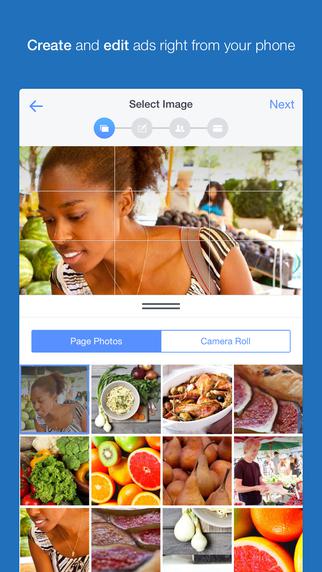 Create and edit ads right from your phone
Select Image
Next
Page Photos
Camera Roll